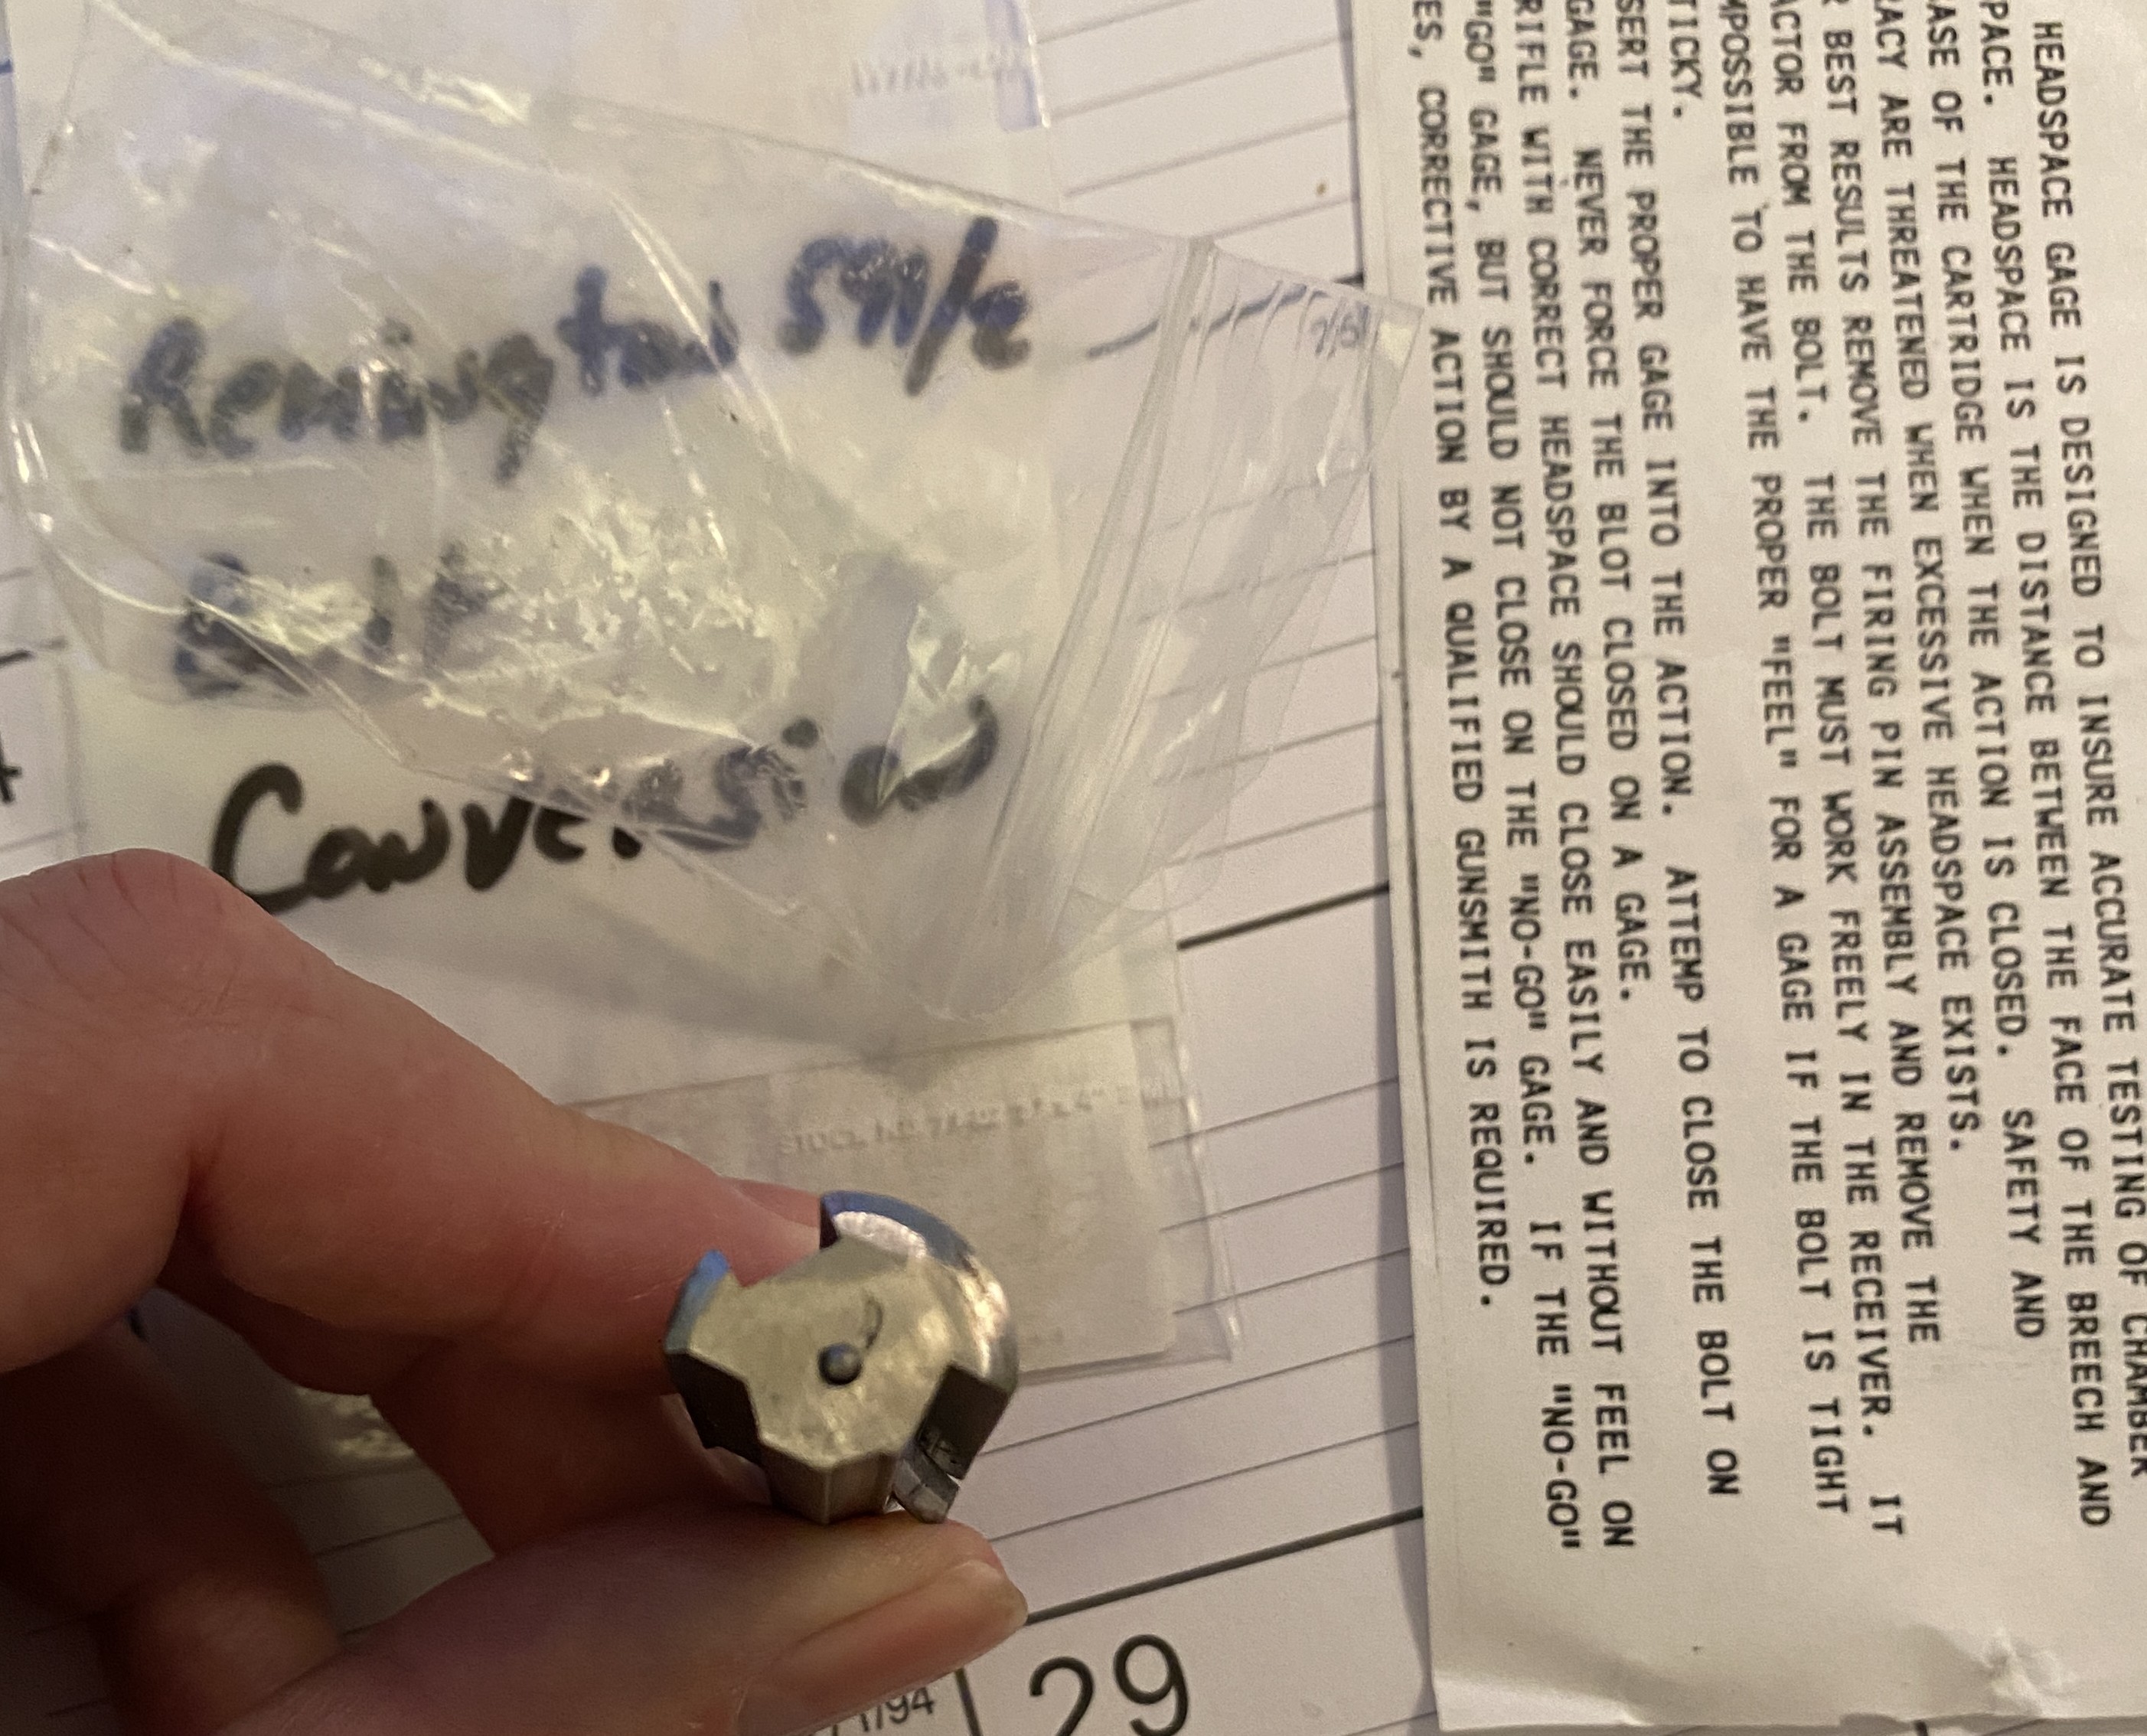 Remington
Bolt
Conversion
HEADSPACE GAGE IS DESIGNED TO INSURE ACCURATE TESTING OF CHAMBER
PACE. HEADSPACE IS THE DISTANCE BETWEEN THE FACE OF THE BREECH AND
ASE OF THE CARTRIDGE WHEN THE ACTION IS CLOSED. SAFETY AND
RACY ARE THREATENED WHEN EXCESSIVE HEADSPACE EXISTS.
R BEST RESULTS REMOVE THE FIRING PIN ASSEMBLY AND REMOVE THE
ACTOR FROM THE BOLT. THE BOLT MUST WORK FREELY IN THE RECEIVER. IT
MPOSSIBLE TO HAVE THE PROPER "FEEL" FOR A GAGE IF THE BOLT IS TIGHT
TICKY.
SERT THE PROPER GAGE INTO THE ACTION. ATTEMP TO CLOSE THE BOLT ON
GAGE. NEVER FORCE THE BLOT CLOSED ON A GAGE.
RIFLE WITH CORRECT HEADSPACE SHOULD CLOSE EASILY AND WITHOUT FEEL ON
"GO" GAGE, BUT SHOULD NOT CLOSE ON THE "NO-GO" GAGE. IF THE "NO-GO"
ES, CORRECTIVE ACTION BY A QUALIFIED GUNSMITH IS REQUIRED.
/94
29